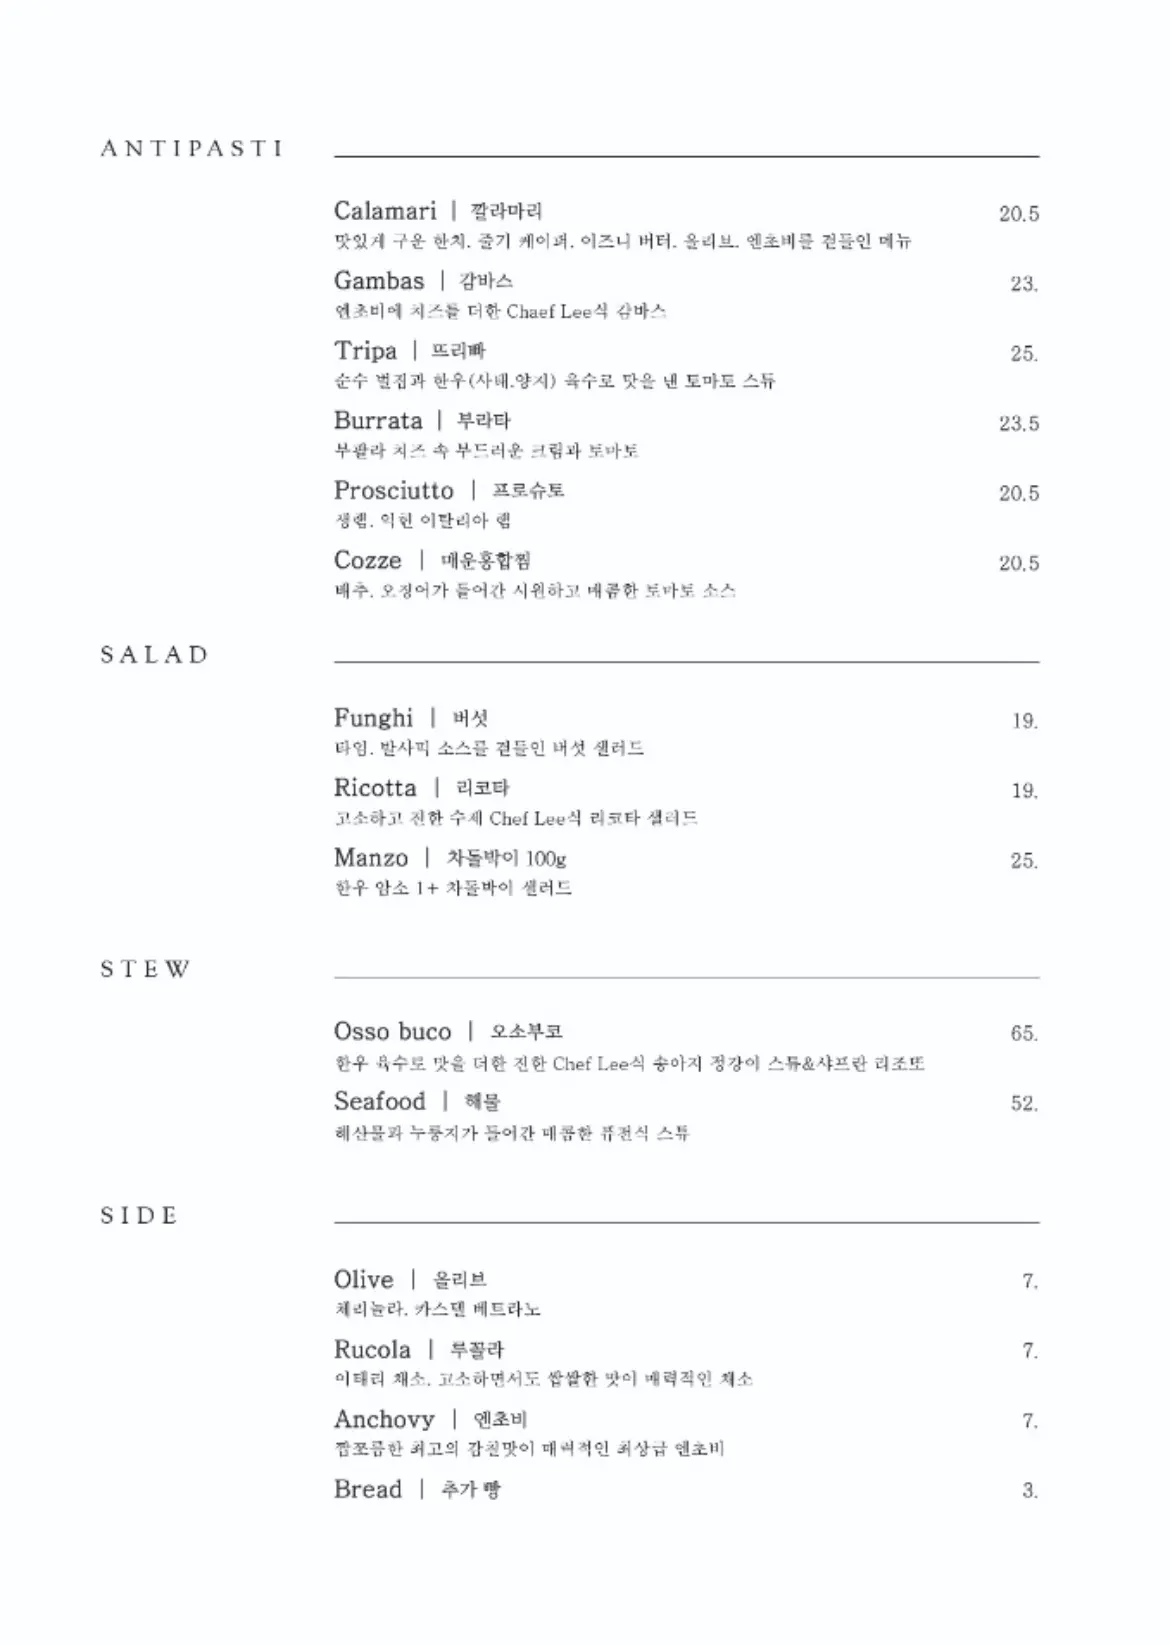 ANTIPASTI
Calamari | 깔라마리 20.5
맛있게 구운 한치. 줄기 케이퍼. 이즈니 버터. 올리브. 엔초비를 곁들인 메뉴
Gambas | 감바스 23.
엔초비에 치즈를 더한 Chaef Lee식 감바스
Tripa | 뜨리빠 25.
순수 벌집과 한우(사태.양지) 육수로 맛을 낸 토마토 스튜
Burrata | 부라타 23.5
부팔라 치즈 속 부드러운 크림과 토마토
Prosciutto | 프로슈토 20.5
생햄. 익힌 이탈리아 햄
Cozze | 매운홍합찜 20.5
배추. 오징어가 들어간 시원하고 매콤한 토마토 소스
SALAD
Funghi | 버섯 19.
타임. 발사믹 소스를 곁들인 버섯 샐러드
Ricotta | 리코타 19.
고소하고 진한 수제 Chef Lee식 리코타 샐러드
Manzo | 차돌박이 100g 25.
한우 암소 1+ 차돌박이 샐러드
STEW
Osso buco | 오소부코 65.
한우 육수로 맛을 더한 진한 Chef Lee식 송아지 정강이 스튜&샤프란 리조또
Seafood | 해물 52.
해산물과 누룽지가 들어간 매콤한 퓨전식 스튜
SIDE
Olive | 올리브 7.
체리뇰라. 카스텔 베트라노
Rucola | 루꼴라 7.
이태리 채소. 고소하면서도 쌉쌀한 맛이 매력적인 채소
Anchovy | 엔초비 7.
짭쪼름한 최고의 감칠맛이 매력적인 최상급 엔초비
Bread | 추가 빵 3.